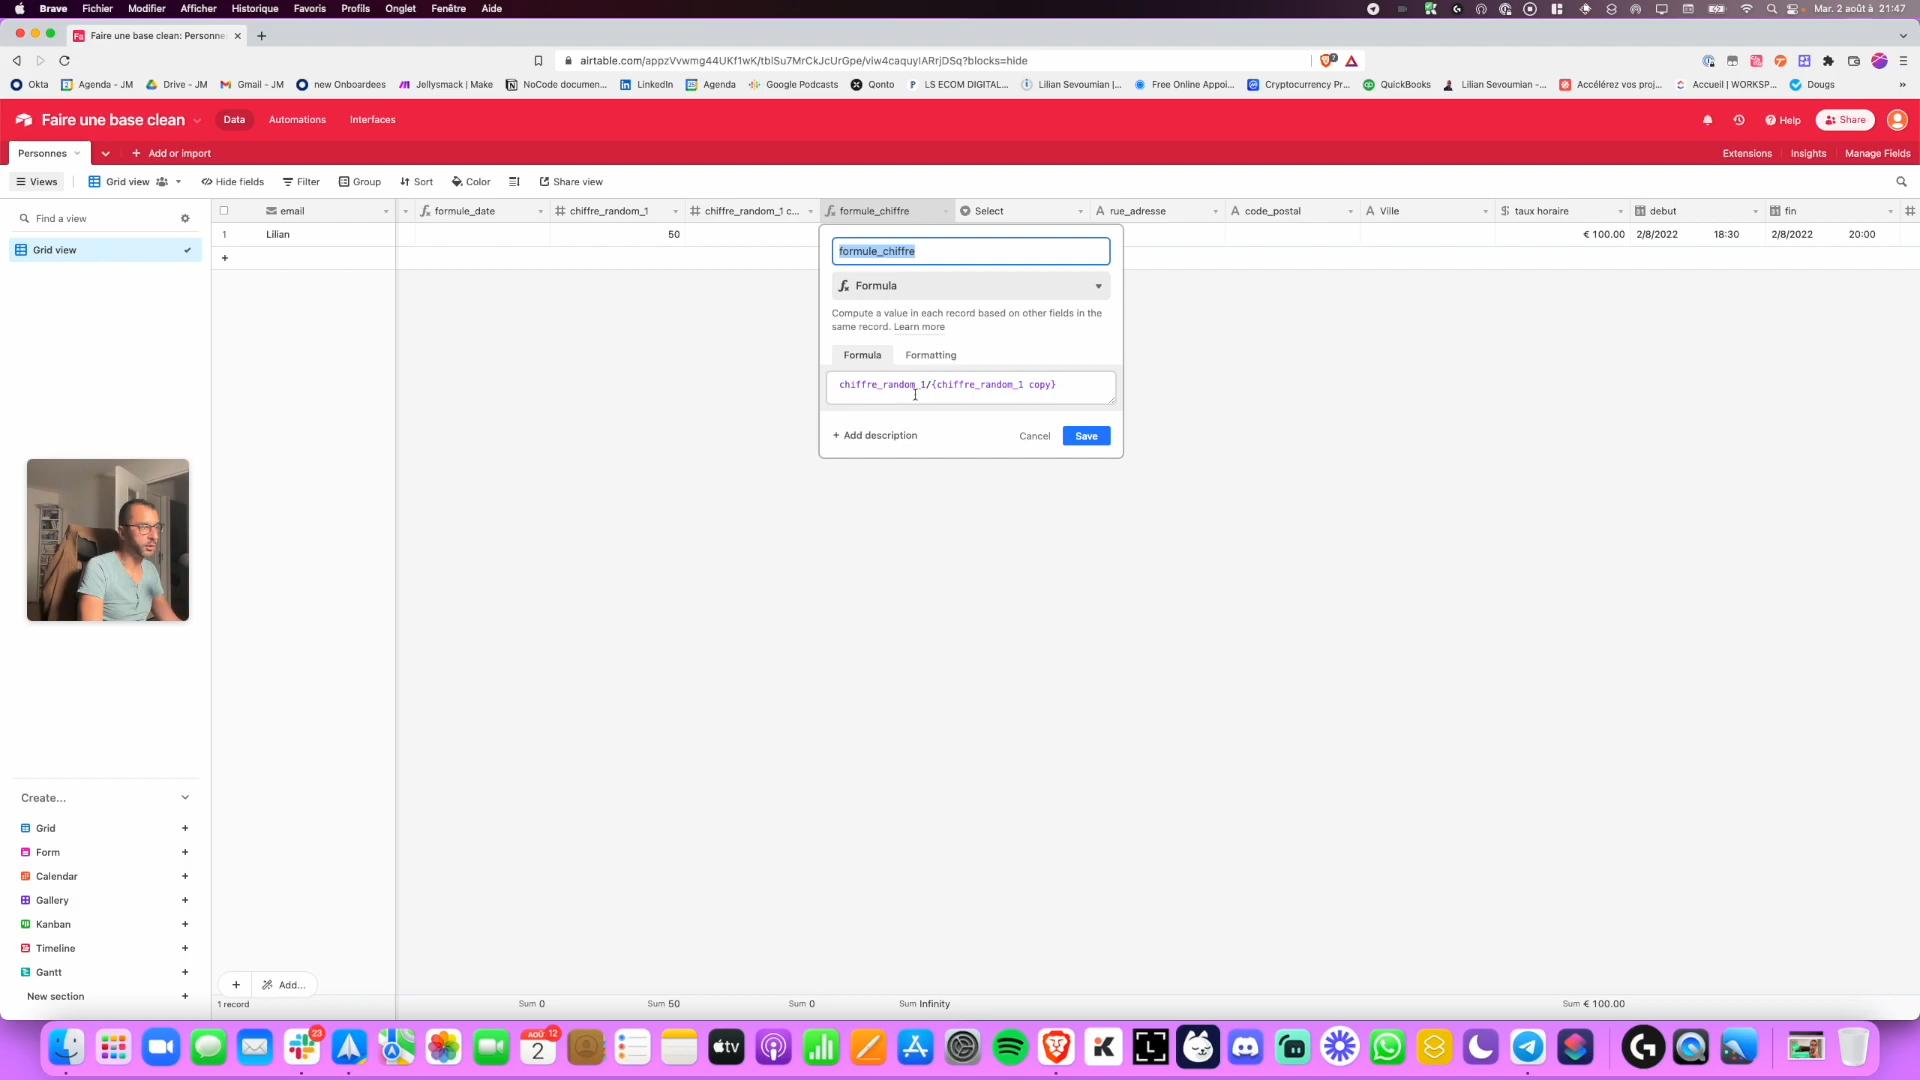 Brave Fichier Modifier Afficher Historique Favoris Profils Onglet Fenêtre Aide Mar. 2 août à 21:47
Faire une base clean: Personne
airtable.com/appzVvwmg44UKf1wK/tblSu7MrCkJcUrGpe/viw4caquyIARrjDSq?blocks=hide
Okta Agenda - JM Drive - JM Gmail - JM new Onboardees Jellysmack | Make NoCode documen... LinkedIn Agenda Google Podcasts Qonto LS ECOM DIGITAL... Lilian Sevoumian |... Free Online Appoi... Cryptocurrency Pr... QuickBooks Lilian Sevoumian -... Accélérez vos proj... Accueil | WORKSP... Dougs
Faire une base clean Data Automations Interfaces Help Share
Personnes Add or import Extensions Insights Manage Fields
Views Grid view Hide fields Filter Group Sort Color Share view
Find a view email formule_date chiffre_random_1 chiffre_random_1 c... formule_chiffre Select rue_adresse code_postal Ville taux horaire debut fin
1 Lilian 50 € 100.00 2/8/2022 18:30 2/8/2022 20:00
Grid view
formule_chiffre
Formula
Compute a value in each record based on other fields in the
same record. Learn more
Formula Formatting
chiffre_random_1/{chiffre_random_1 copy}
+ Add description Cancel Save
Create...
Grid
Form
Calendar
Gallery
Kanban
Timeline
Gantt
New section
+ Add...
1 record Sum 0 Sum 50 Sum 0 Sum Infinity Sum € 100.00
23
AOÛ 12
2
tv